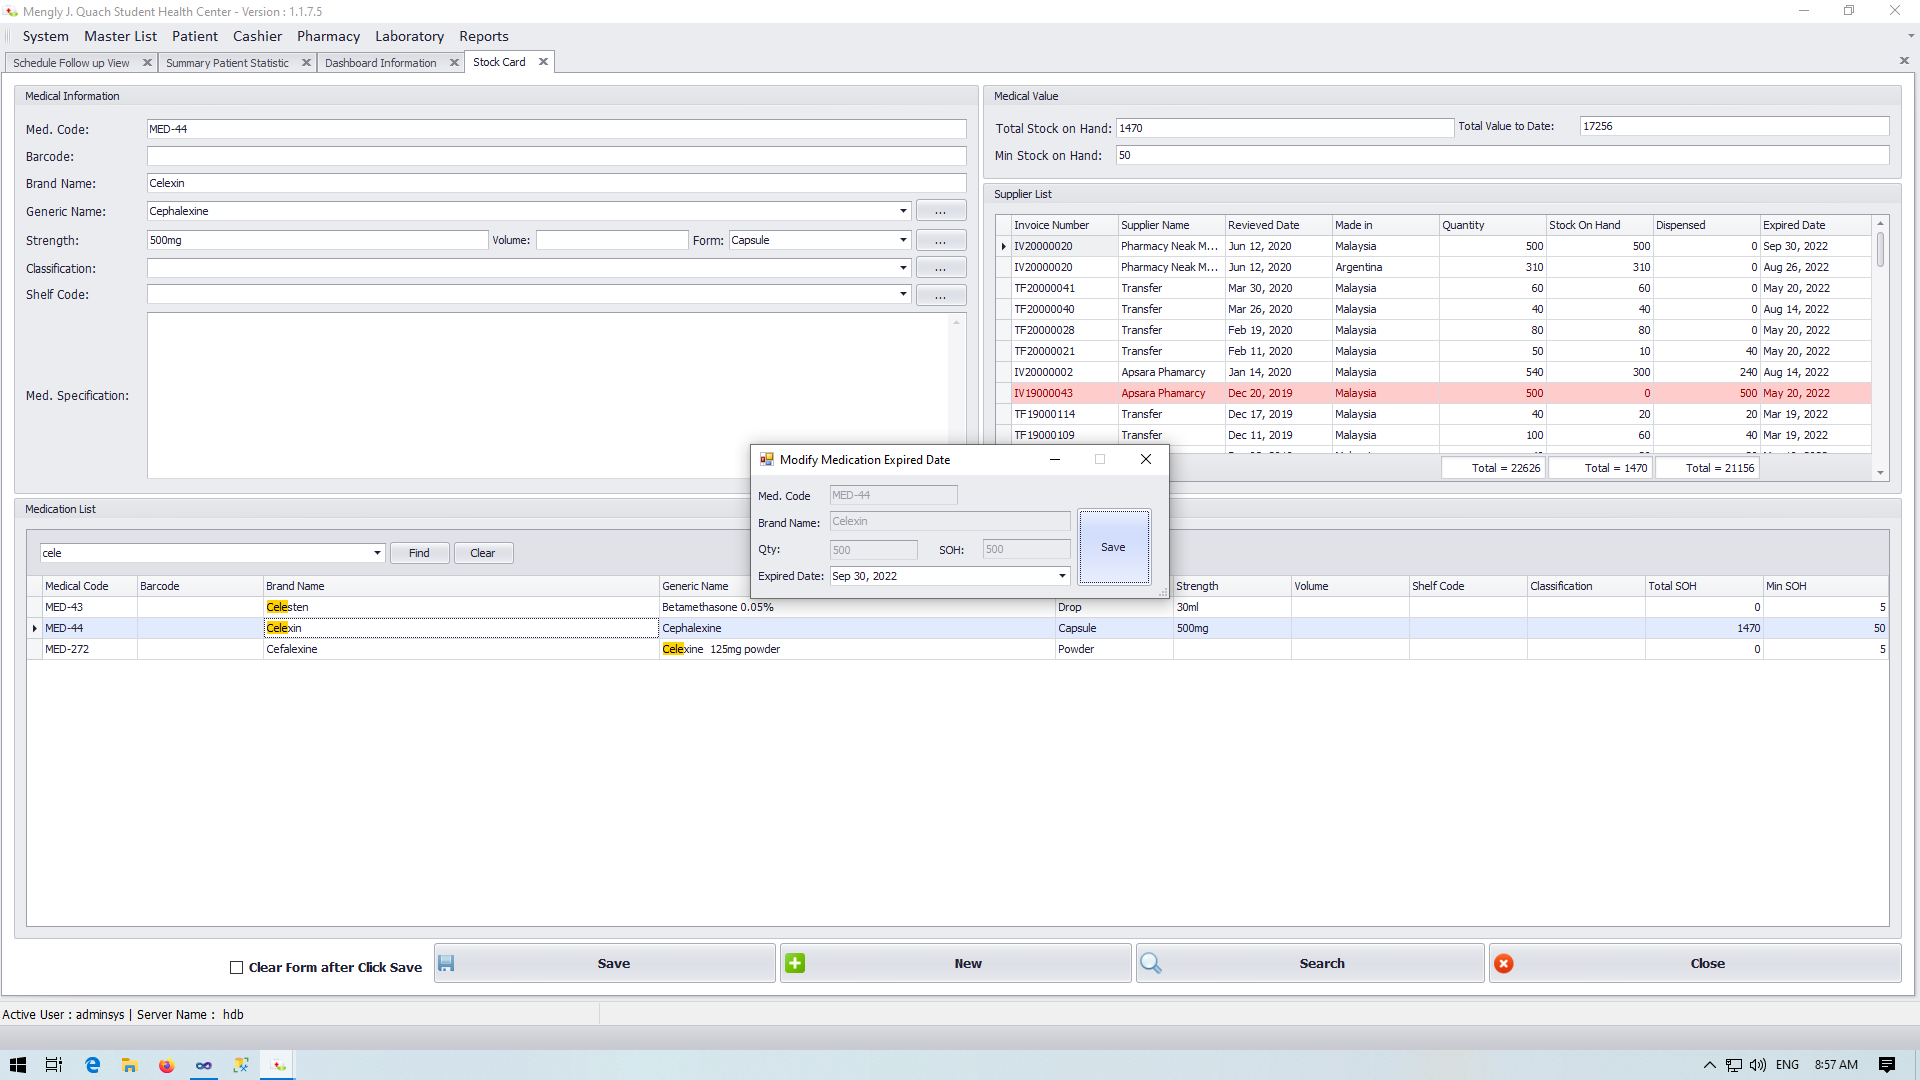 Mengly J. Quach Student Health Center - Version : 1.1.7.5
System Master List Patient Cashier Pharmacy Laboratory Reports
Schedule Follow up View Summary Patient Statistic Dashboard Information Stock Card
Medical Information
Med. Code: MED-44
Barcode:
Brand Name: Celexin
Generic Name: Cephalexine ...
Strength: 500mg Volume: Form: Capsule ...
Classification: ...
Shelf Code: ...
Med. Specification:
Medical Value
Total Stock on Hand: 1470 Total Value to Date: 17256
Min Stock on Hand: 50
Supplier List
Invoice Number Supplier Name Revieved Date Made in Quantity Stock On Hand Dispensed Expired Date
IV20000020 Pharmacy Neak M... Jun 12, 2020 Malaysia 500 500 0 Sep 30, 2022
IV20000020 Pharmacy Neak M... Jun 12, 2020 Argentina 310 310 0 Aug 26, 2022
TF20000041 Transfer Mar 30, 2020 Malaysia 60 60 0 May 20, 2022
TF20000040 Transfer Mar 26, 2020 Malaysia 40 40 0 Aug 14, 2022
TF20000028 Transfer Feb 19, 2020 Malaysia 80 80 0 May 20, 2022
TF20000021 Transfer Feb 11, 2020 Malaysia 50 10 40 May 20, 2022
IV20000002 Apsara Phamarcy Jan 14, 2020 Malaysia 540 300 240 Aug 14, 2022
IV19000043 Apsara Phamarcy Dec 20, 2019 Malaysia 500 0 500 May 20, 2022
TF19000114 Transfer Dec 17, 2019 Malaysia 40 20 20 Mar 19, 2022
TF19000109 Transfer Dec 11, 2019 Malaysia 100 60 40 Mar 19, 2022
Total = 22626 Total = 1470 Total = 21156
Modify Medication Expired Date
Med. Code MED-44
Brand Name: Celexin
Qty: 500 SOH: 500
Expired Date: Sep 30, 2022
Save
Medication List
cele Find Clear
Medical Code Barcode Brand Name Generic Name Strength Volume Shelf Code Classification Total SOH Min SOH
MED-43 Celesten Betamethasone 0.05% Drop 30ml 0 5
MED-44 Celexin Cephalexine Capsule 500mg 1470 50
MED-272 Cefalexine Celexine 125mg powder Powder 0 5
Clear Form after Click Save Save New Search Close
Active User : adminsys | Server Name : hdb
ENG 8:57 AM